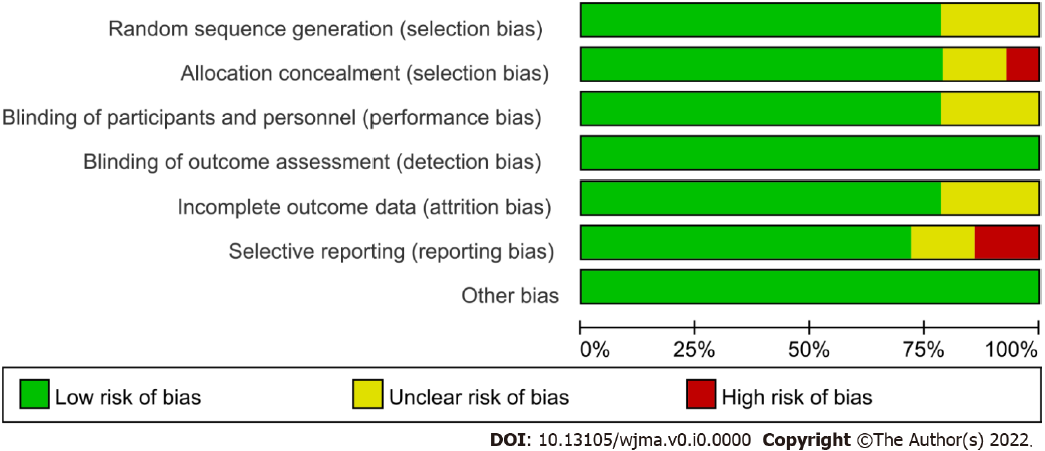 Random sequence generation (selection bias)
Allocation concealment (selection bias)
Blinding of participants and personnel (performance bias)
Blinding of outcome assessment (detection bias)
Incomplete outcome data (attrition bias)
Selective reporting (reporting bias)
Other bias
0% 25% 50% 75% 100%
Low risk of bias Unclear risk of bias High risk of bias
DOI: 10.13105/wjma.v0.i0.0000 Copyright ©The Author(s) 2022.